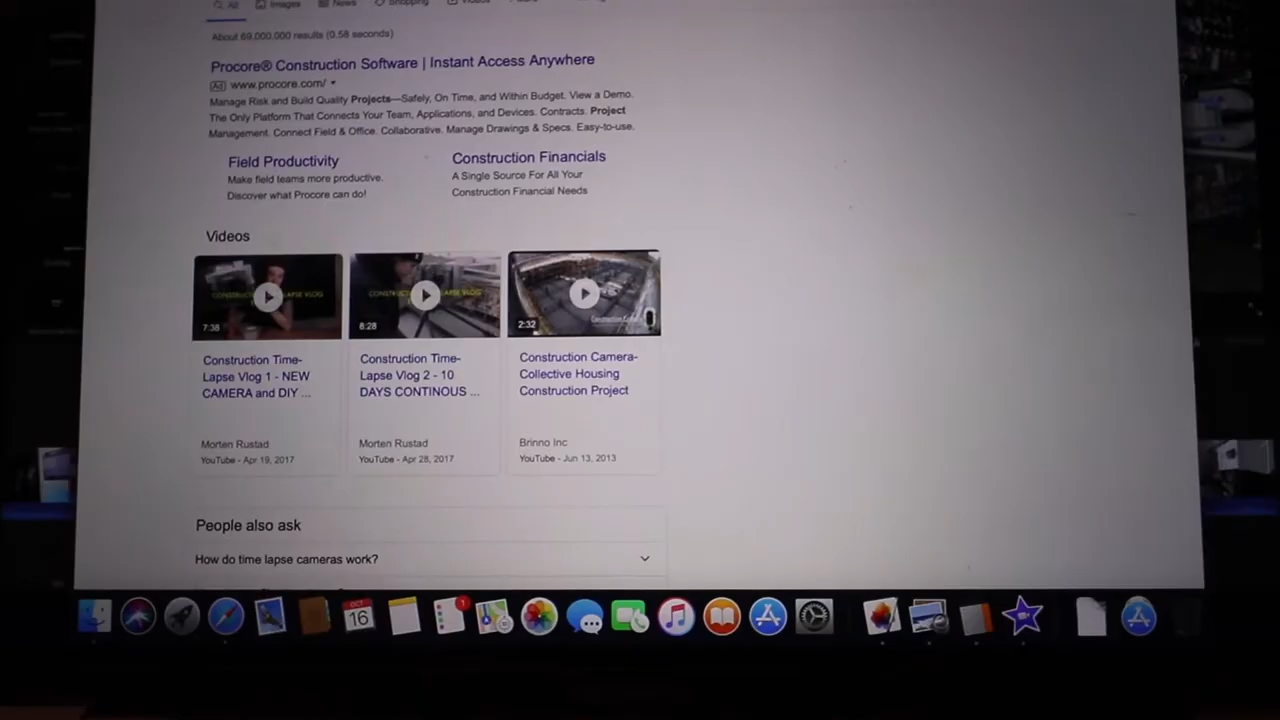 All Images News Shopping Videos
About 69,000,000 results (0.58 seconds)
Procore® Construction Software | Instant Access Anywhere
Ad www.procore.com/
Manage Risk and Build Quality Projects—Safely, On Time, and Within Budget. View a Demo.
The Only Platform That Connects Your Team, Applications, and Devices. Contracts. Project
Management. Connect Field & Office. Collaborative. Manage Drawings & Specs. Easy-to-use.
Field Productivity
Make field teams more productive.
Discover what Procore can do!
Construction Financials
A Single Source For All Your
Construction Financial Needs
Videos
7:38
8:28
2:32
Construction Time-
Lapse Vlog 1 - NEW
CAMERA and DIY ...
Morten Rustad
YouTube - Apr 19, 2017
Construction Time-
Lapse Vlog 2 - 10
DAYS CONTINOUS ...
Morten Rustad
YouTube - Apr 28, 2017
Construction Camera-
Collective Housing
Construction Project
Brinno Inc
YouTube - Jun 13, 2013
People also ask
How do time lapse cameras work?
OCT
16
1